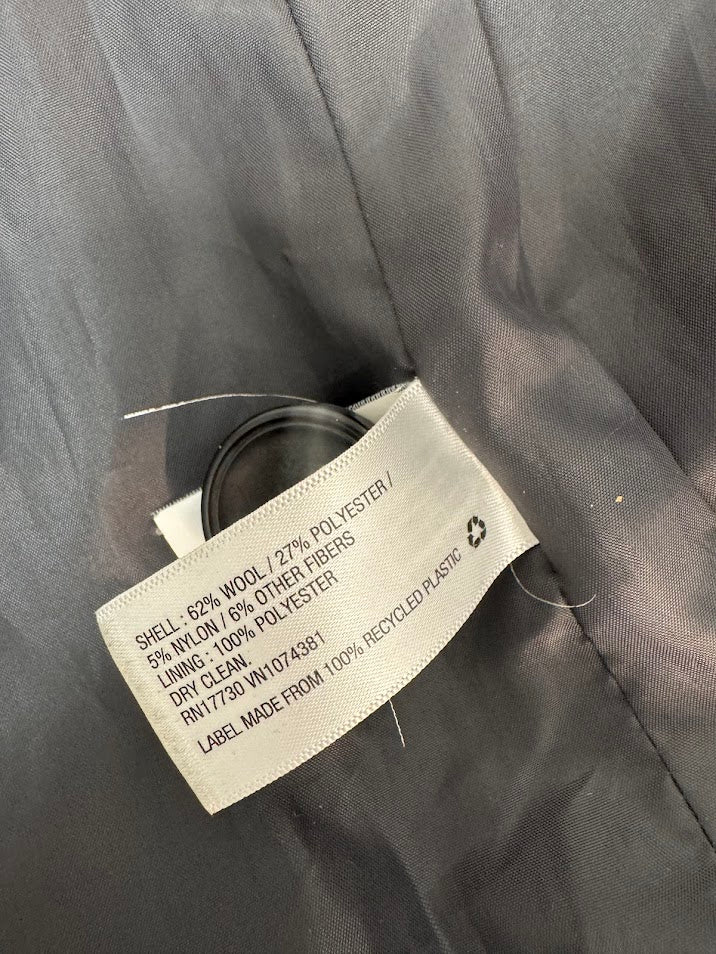 SHELL : 62% WOOL / 27% POLYESTER /
5% NYLON / 6% OTHER FIBERS
LINING : 100% POLYESTER
DRY CLEAN.
RN17730 VN1074381
LABEL MADE FROM 100% RECYCLED PLASTIC